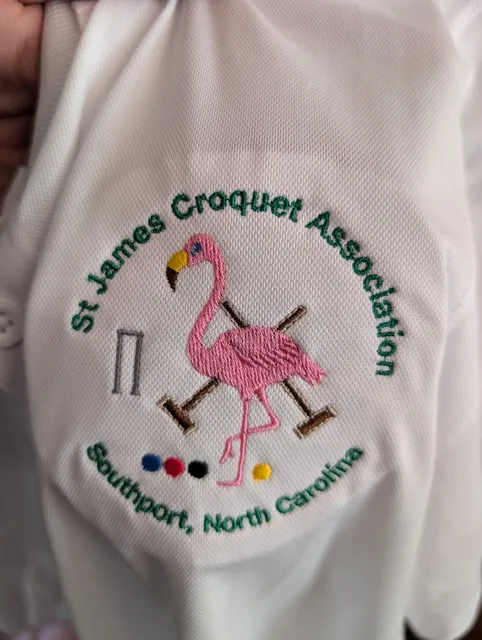 St James Croquet Association
Southport, North Carolina